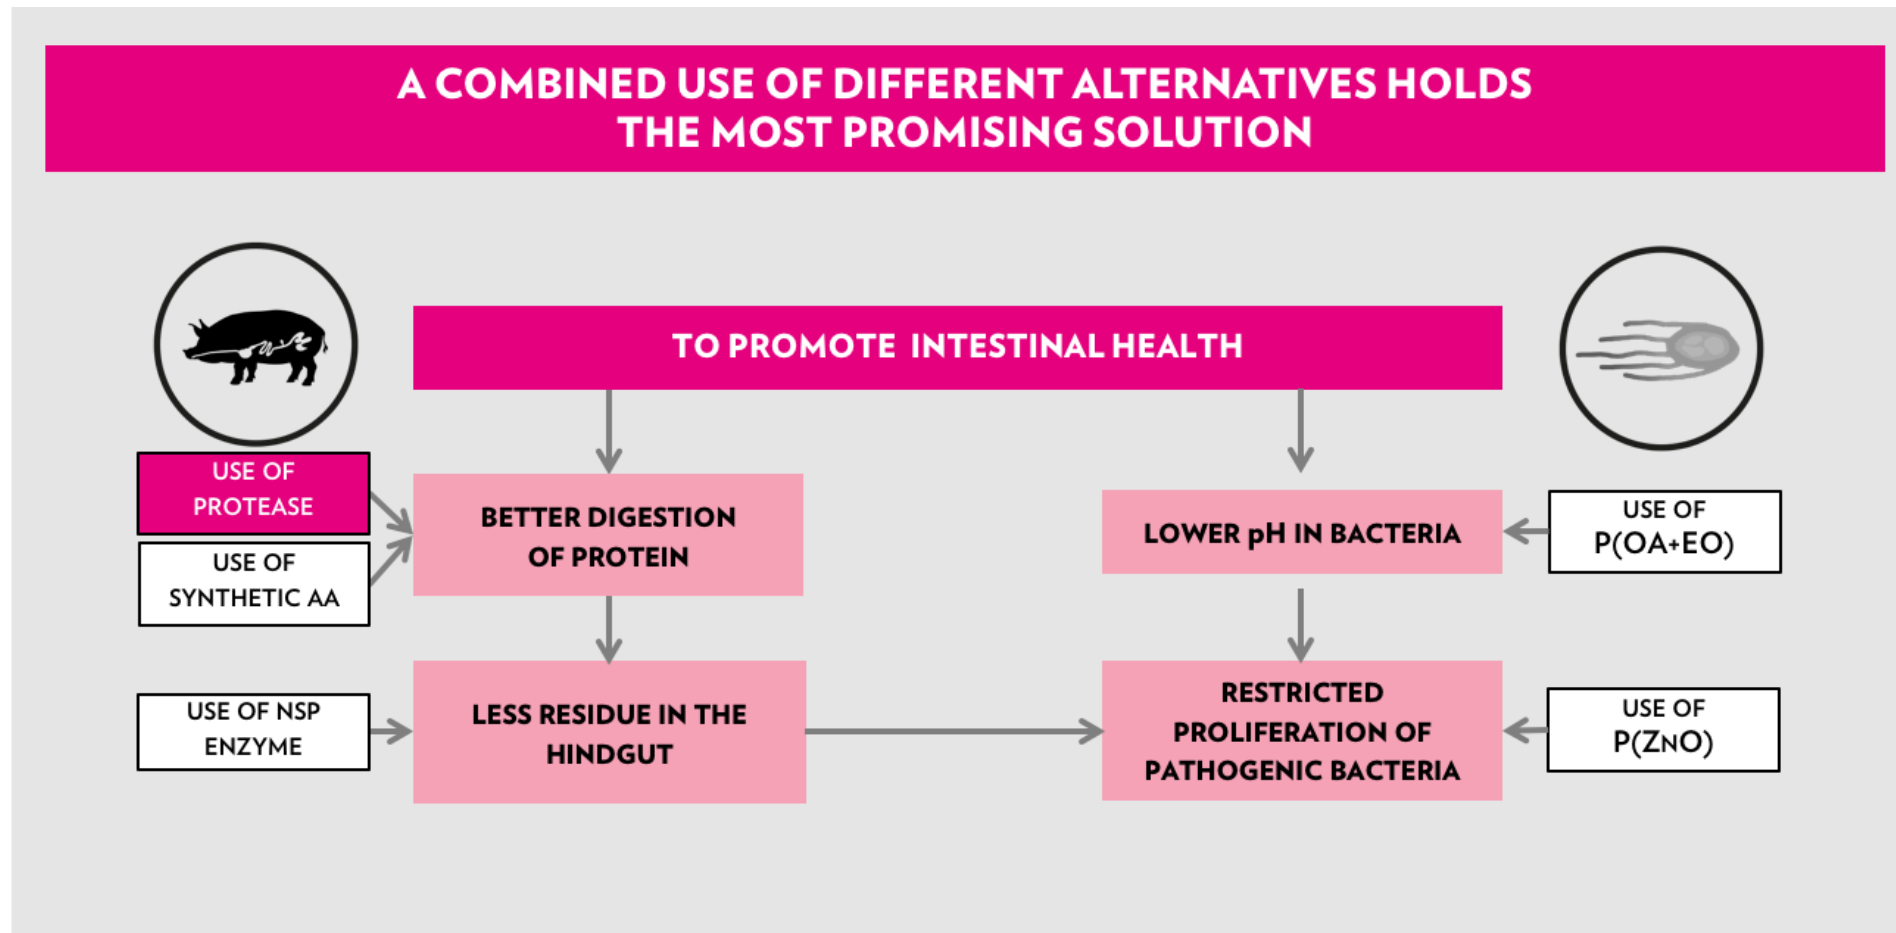 A COMBINED USE OF DIFFERENT ALTERNATIVES HOLDS
THE MOST PROMISING SOLUTION
TO PROMOTE INTESTINAL HEALTH
USE OF
PROTEASE
USE OF
SYNTHETIC AA
BETTER DIGESTION
OF PROTEIN
LOWER pH IN BACTERIA
USE OF
P(OA+EO)
USE OF NSP
ENZYME
LESS RESIDUE IN THE
HINDGUT
RESTRICTED
PROLIFERATION OF
PATHOGENIC BACTERIA
USE OF
P(ZNO)